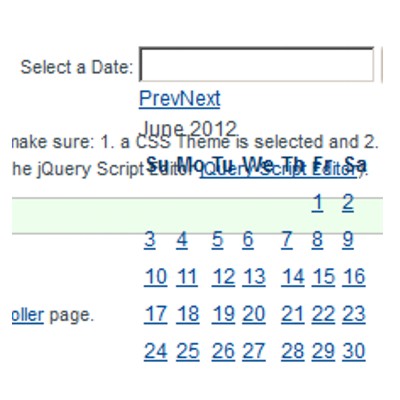 Select a Date:
PrevNext
June 2012
make sure: 1. a CSS Theme is selected and 2.
Su Mo Tu We Th Fr Sa
he jQuery Script Editor (Query Script Editor).
1 2
3 4 5 6 7 8 9
10 11 12 13 14 15 16
oller page.
17 18 19 20 21 22 23
24 25 26 27 28 29 30